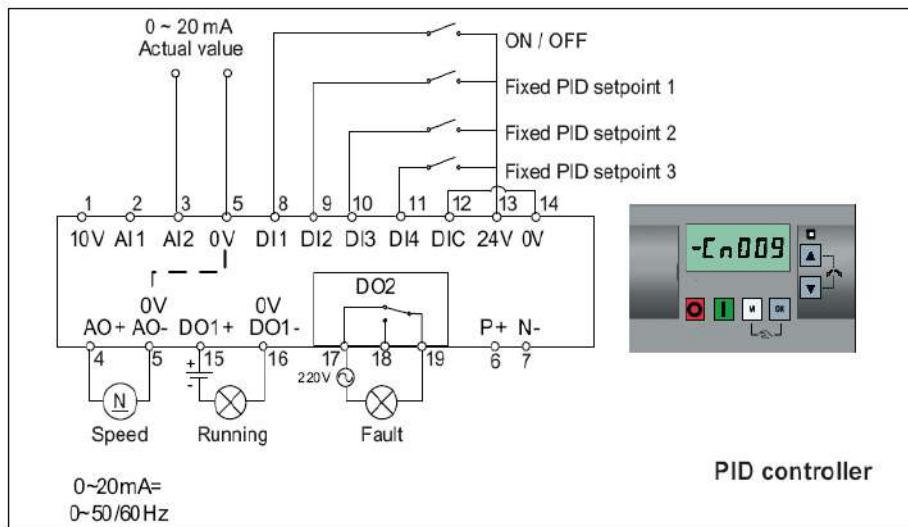 0 ~ 20 mA
Actual value
ON / OFF
Fixed PID setpoint 1
Fixed PID setpoint 2
Fixed PID setpoint 3
1 2 3 5 8 9 10 11 12 13 14
10V AI1 AI2 0V DI1 DI2 DI3 DI4 DIC 24V 0V
-Cn009
M OK
DO2
0V 0V
AO+ AO- DO1+ DO1- P+ N-
4 5 15 16 17 18 19 6 7
+
-
220V
N
Speed Running Fault
PID controller
0~20mA=
0~50/60Hz